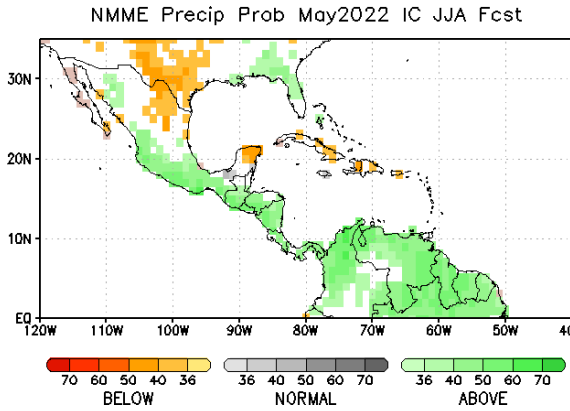 NMME Precip Prob May2022 IC JJA Fcst
30N
20N
10N
EQ
120W 110W 100W 90W 80W 70W 60W 50W 40
70 60 50 40 36 36 40 50 70 36 40 50 60 70
BELOW NORMAL ABOVE